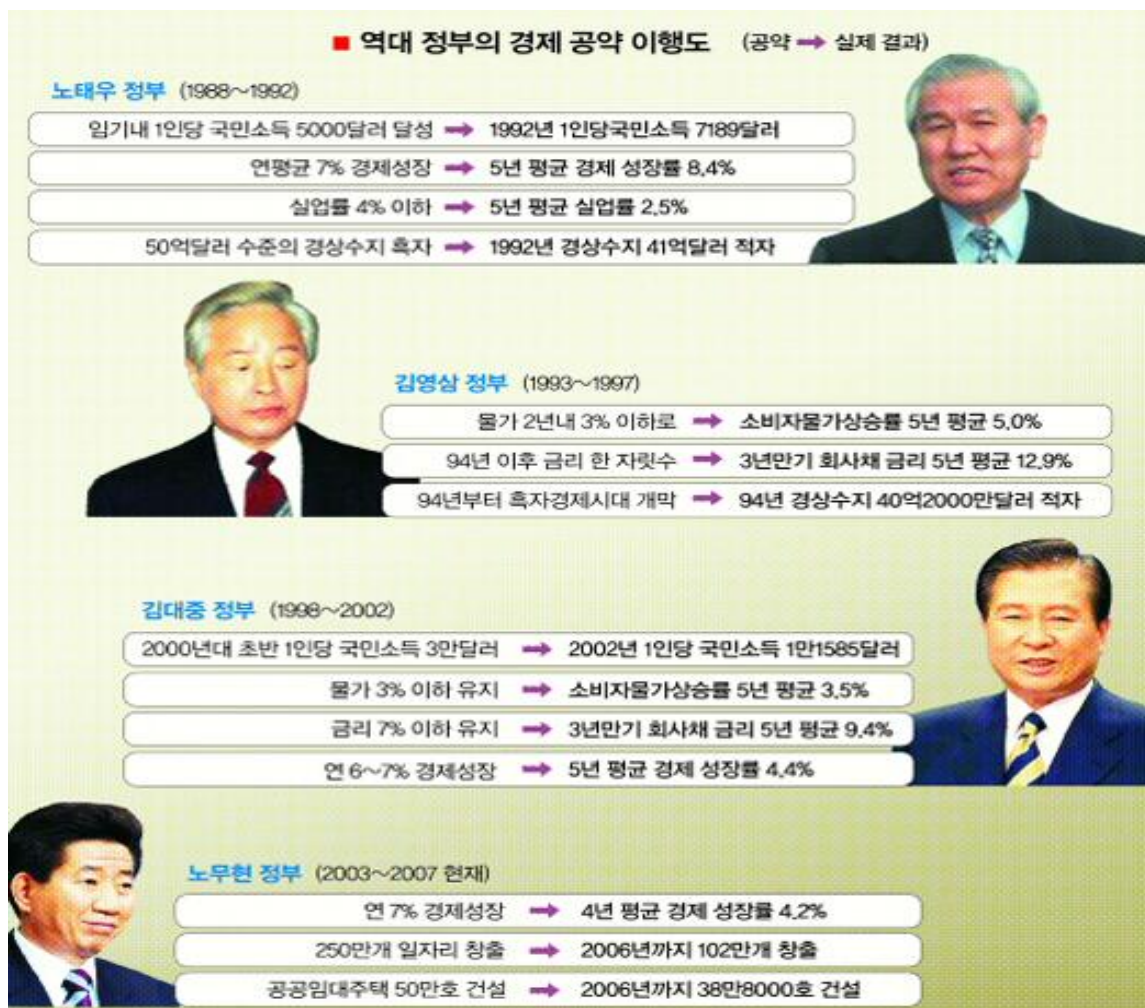 ■ 역대 정부의 경제 공약 이행도 (공약 ➡ 실제 결과)
노태우 정부 (1988~1992)
임기내 1인당 국민소득 5000달러 달성 ➡ 1992년 1인당국민소득 7189달러
연평균 7% 경제성장 ➡ 5년 평균 경제 성장률 8.4%
실업률 4% 이하 ➡ 5년 평균 실업률 2.5%
50억달러 수준의 경상수지 흑자 ➡ 1992년 경상수지 41억달러 적자
김영삼 정부 (1993~1997)
물가 2년내 3% 이하로 ➡ 소비자물가상승률 5년 평균 5.0%
94년 이후 금리 한 자릿수 ➡ 3년만기 회사채 금리 5년 평균 12.9%
94년부터 흑자경제시대 개막 ➡ 94년 경상수지 40억2000만달러 적자
김대중 정부 (1998~2002)
2000년대 초반 1인당 국민소득 3만달러 ➡ 2002년 1인당 국민소득 1만1585달러
물가 3% 이하 유지 ➡ 소비자물가상승률 5년 평균 3.5%
금리 7% 이하 유지 ➡ 3년만기 회사채 금리 5년 평균 9.4%
연 6~7% 경제성장 ➡ 5년 평균 경제 성장률 4.4%
노무현 정부 (2003~2007 현재)
연 7% 경제성장 ➡ 4년 평균 경제 성장률 4.2%
250만개 일자리 창출 ➡ 2006년까지 102만개 창출
공공임대주택 50만호 건설 ➡ 2006년까지 38만8000호 건설